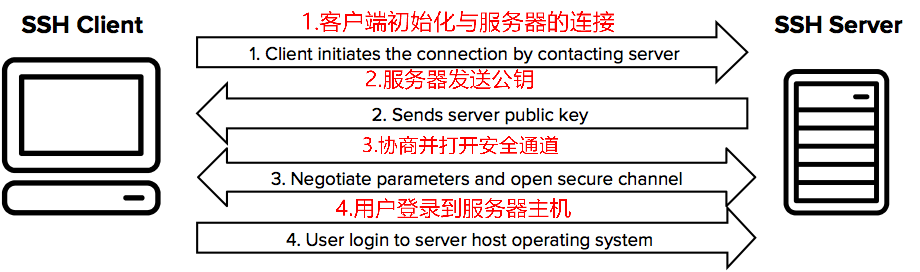 SSH Client
1.客户端初始化与服务器的连接
SSH Server
1. Client initiates the connection by contacting server
2.服务器发送公钥
2. Sends server public key
3.协商并打开安全通道
3. Negotiate parameters and open secure channel
4.用户登录到服务器主机
4. User login to server host operating system